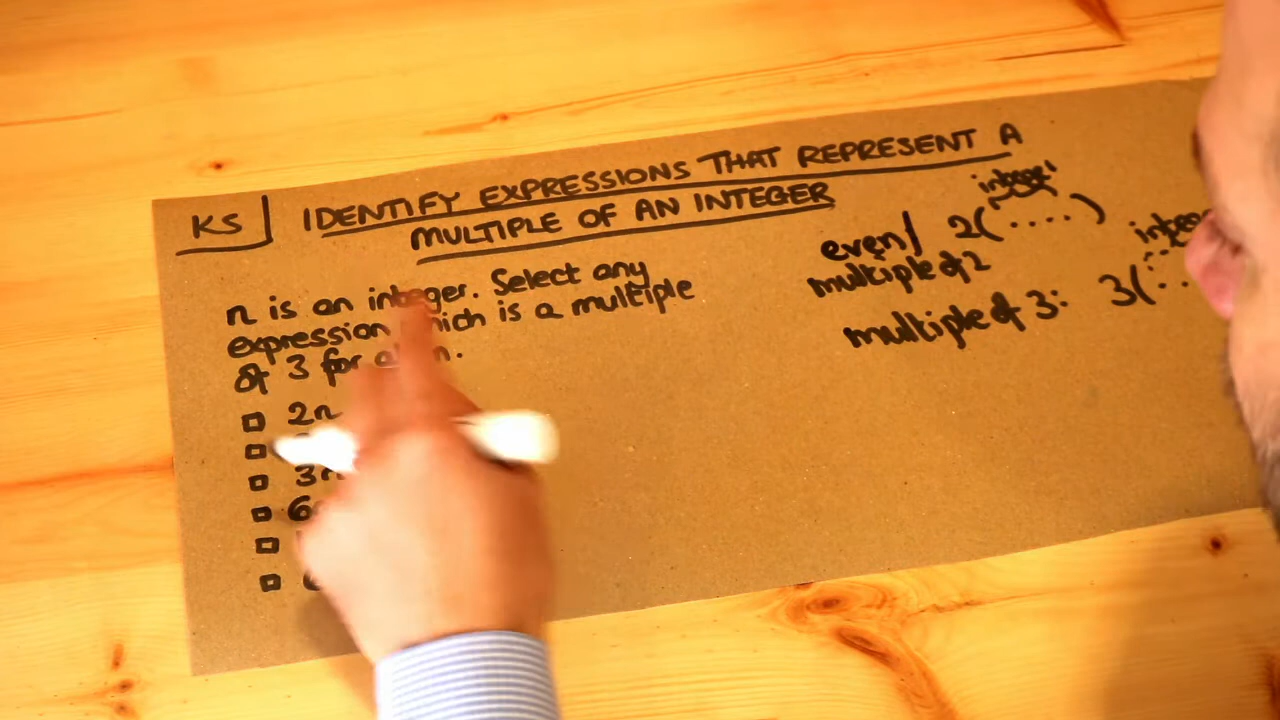 KS
IDENTIFY EXPRESSIONS THAT REPRESENT A
MULTIPLE OF AN INTEGER
n is an integer. Select any
expression which is a multiple
of 3 for n.
2n
3n
6
even/
multiple of 2
2(....)
integer
multiple of 3: 3(